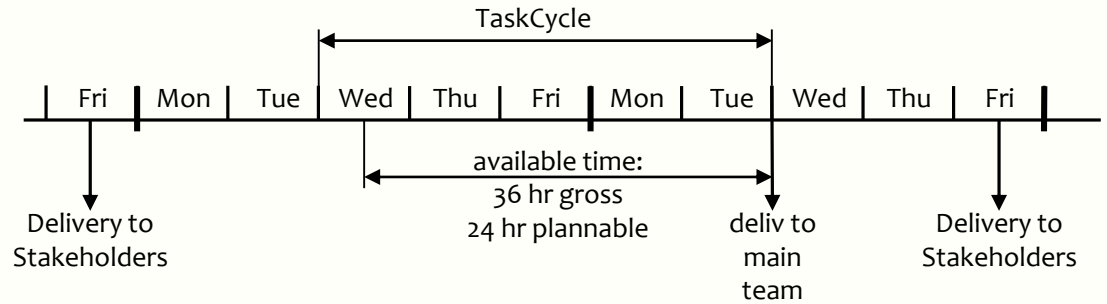 TaskCycle
Fri Mon Tue Wed Thu Fri Mon Tue Wed Thu Fri
available time:
36 hr gross
24 hr plannable
Delivery to
Stakeholders
deliv to
main
team
Delivery to
Stakeholders